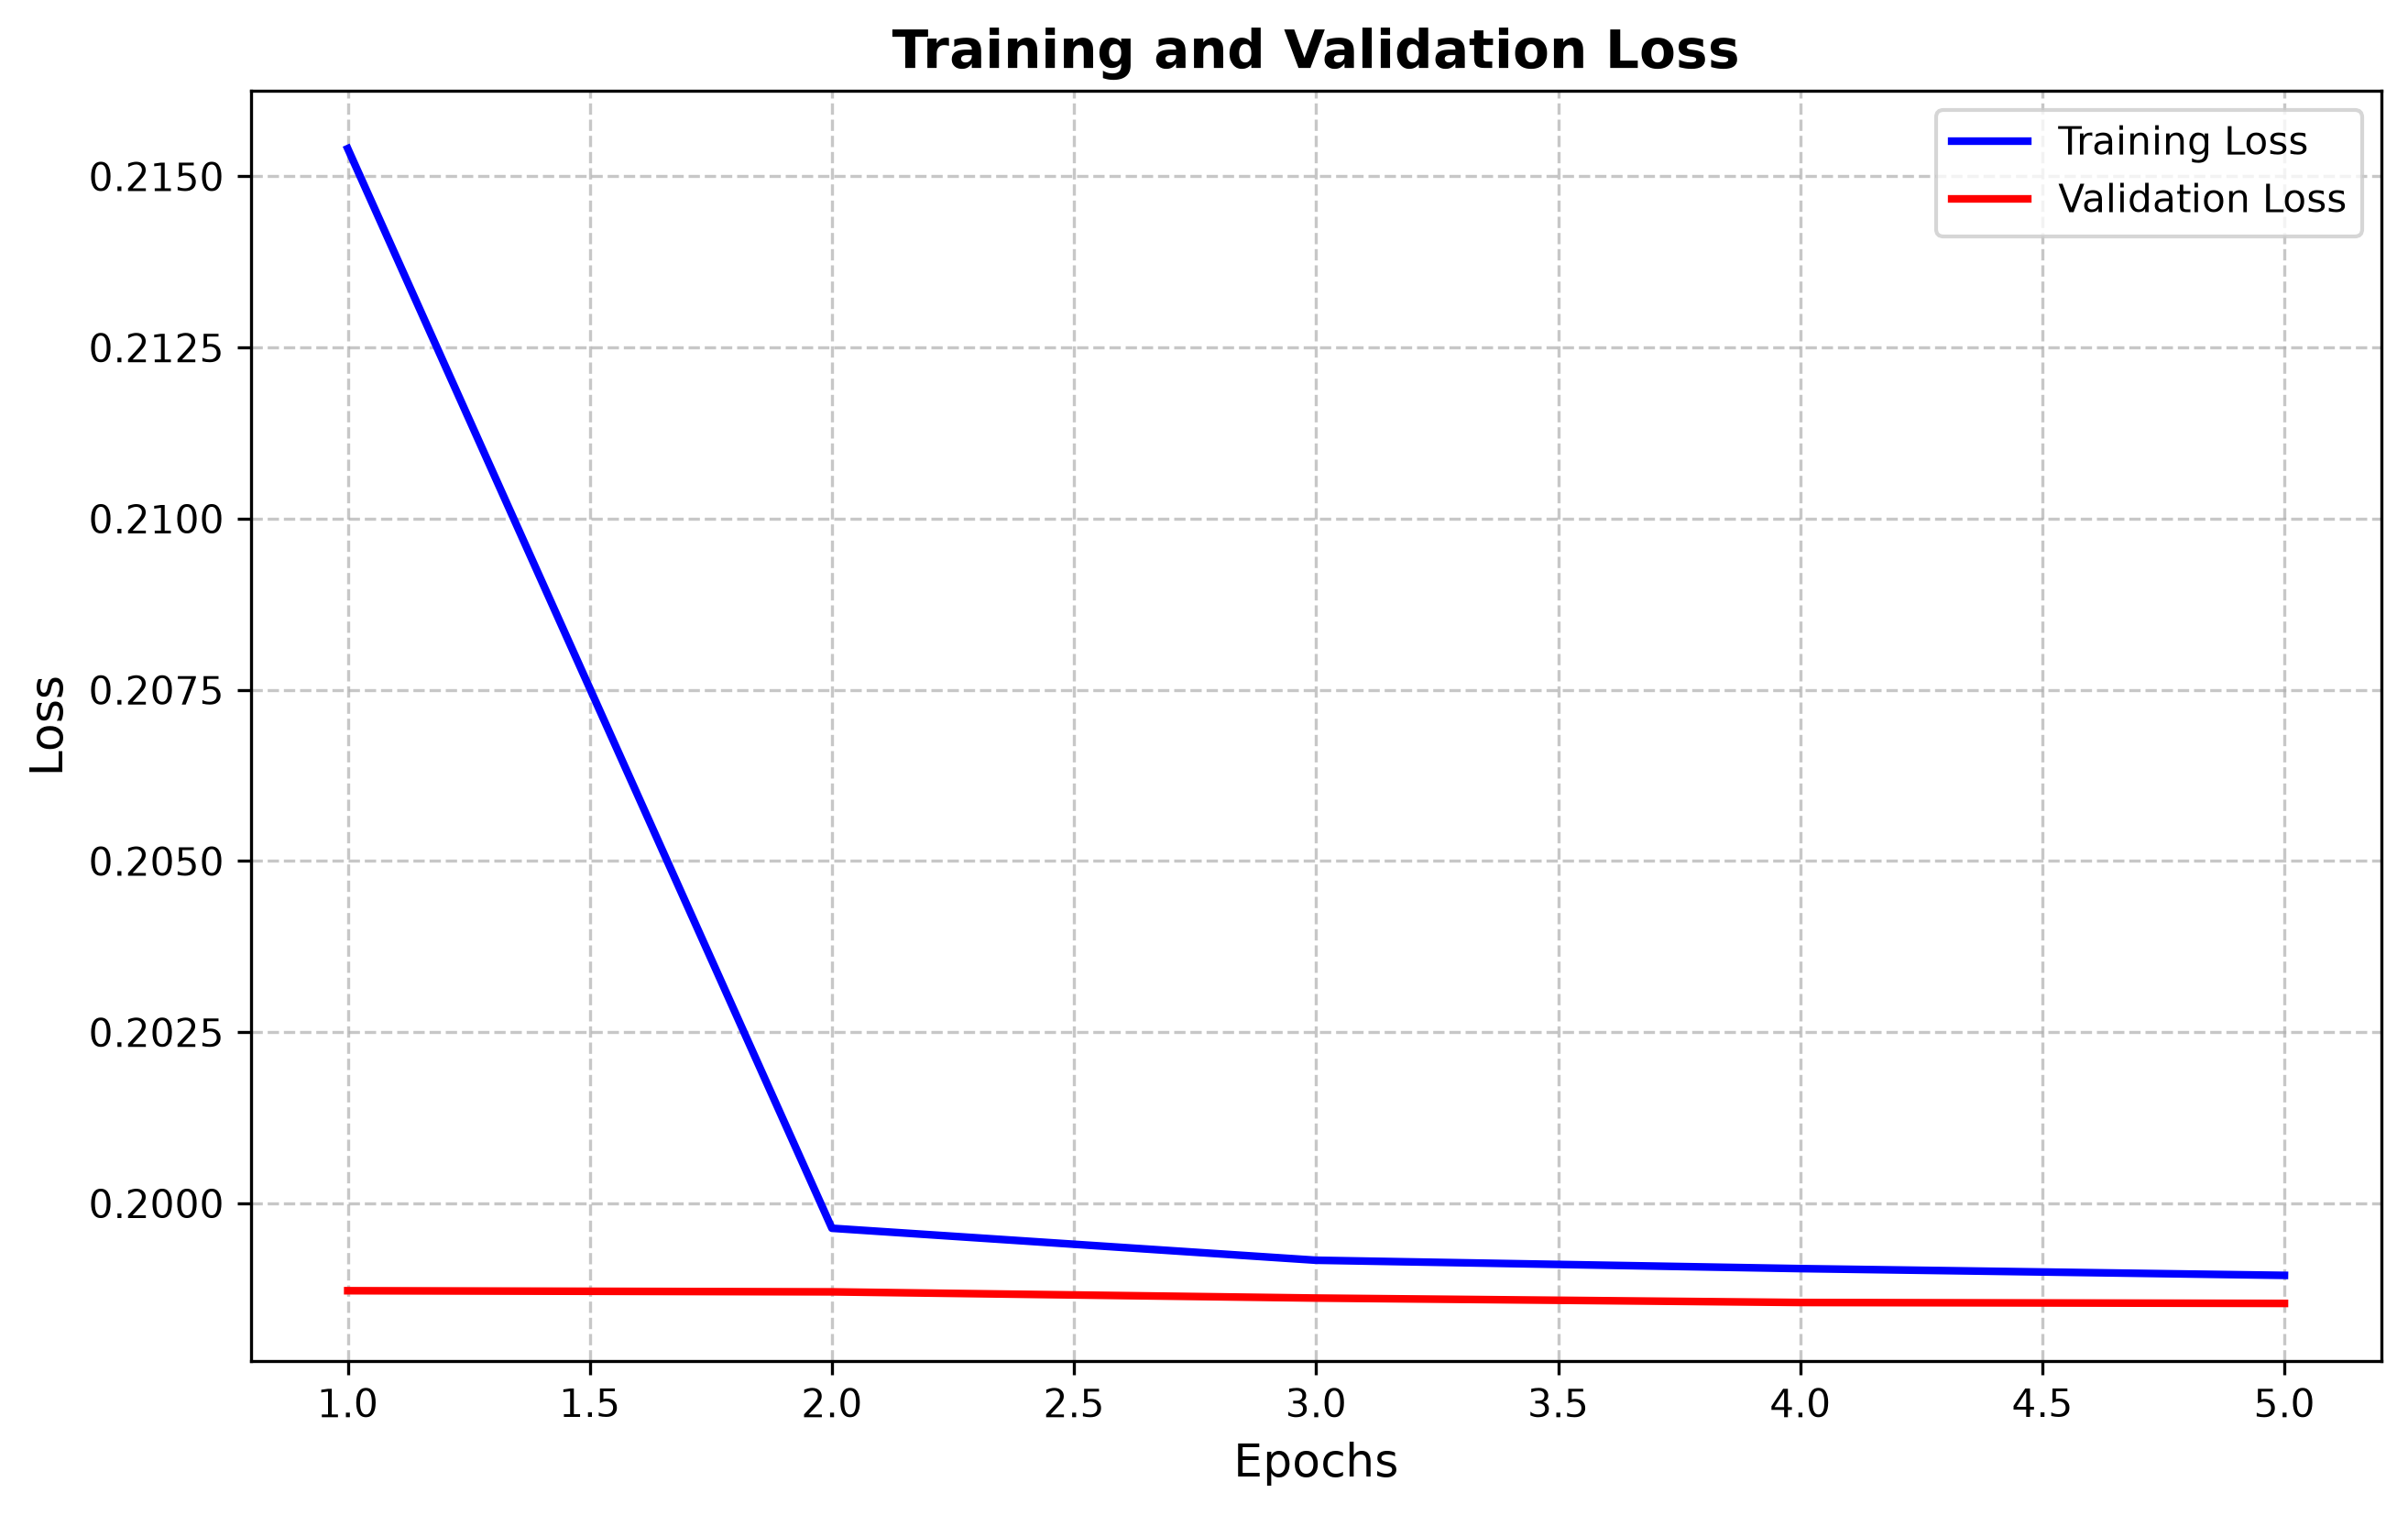 Training and Validation Loss
Training Loss
Validation Loss
0.2150
0.2125
0.2100
0.2075
0.2050
0.2025
0.2000
Loss
1.0 1.5 2.0 2.5 3.0 3.5 4.0 4.5 5.0
Epochs